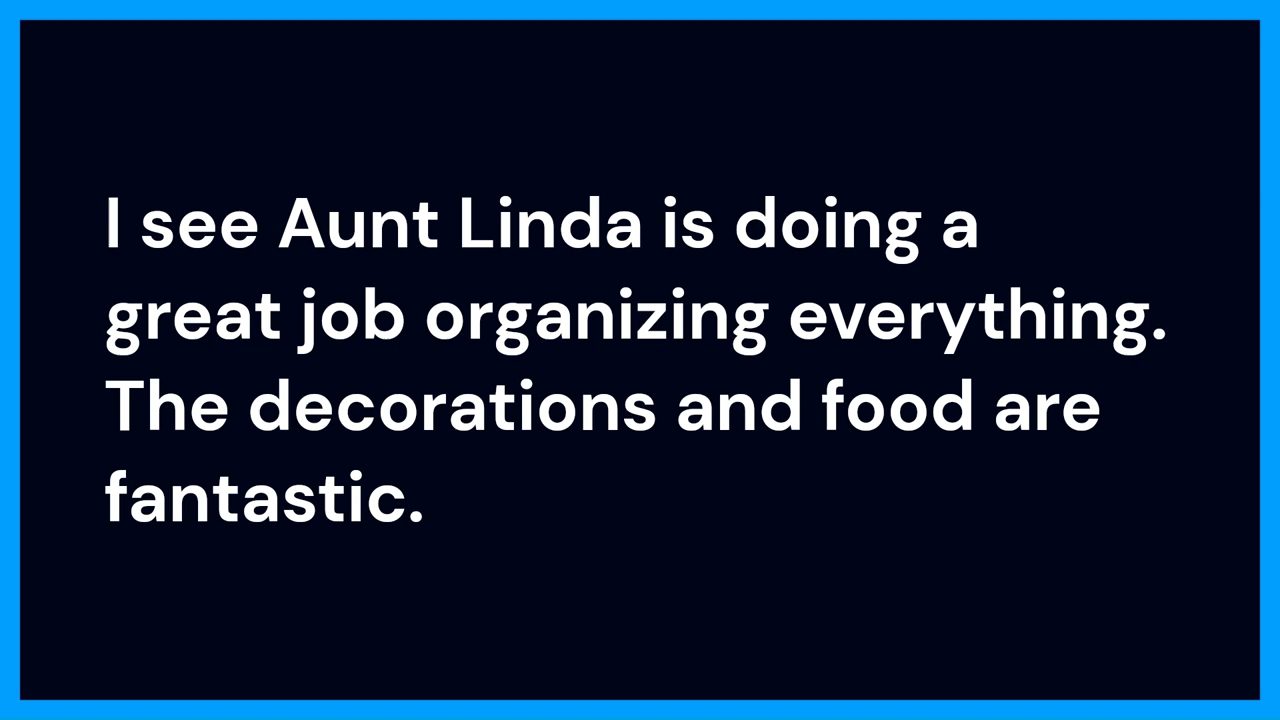 I see Aunt Linda is doing a
great job organizing everything.
The decorations and food are
fantastic.